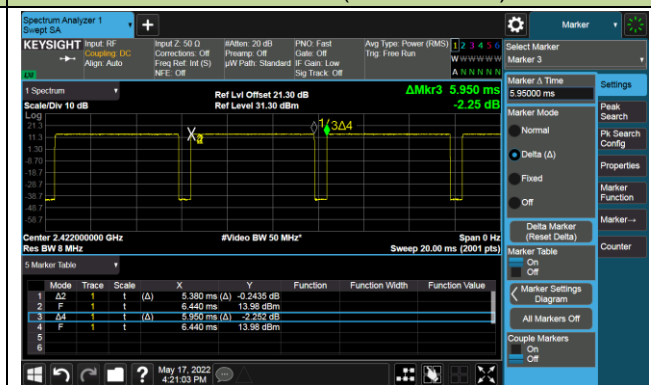 Spectrum Analyzer 1
Swept SA
+
Marker
KEYSIGHT Input: RF
Coupling: DC
Align: Auto
Input Z: 50 Ω
Corrections: Off
Freq Ref: Int (S)
NFE: Off
#Atten: 20 dB
Preamp: Off
µW Path: Standard
PNO: Fast
Gate: Off
IF Gain: Low
Sig Track: Off
Avg Type: Power (RMS)
Trig: Free Run
1 2 3 4 5 6
W W W W W W
A N N N N N
Select Marker
Marker 3
1 Spectrum
Scale/Div 10 dB
Log
Ref Lvl Offset 21.30 dB
Ref Level 31.30 dBm
ΔMkr3 5.950 ms
-2.25 dB
21.3
11.3
1.30
-8.70
-18.7
-28.7
-38.7
-48.7
-58.7
1/3Δ4
Center 2.422000000 GHz
Res BW 8 MHz
#Video BW 50 MHz*
Span 0 Hz
Sweep 20.00 ms (2001 pts)
5 Marker Table
Mode Trace Scale X Y Function Function Width Function Value
1 Δ2 1 t (Δ) 5.380 ms (Δ) -0.2435 dB
2 F 1 t 6.440 ms 13.98 dBm
3 Δ4 1 t (Δ) 5.950 ms (Δ) -2.252 dB
4 F 1 t 6.440 ms 13.98 dBm
5
6
Marker Δ Time
5.95000 ms
Marker Mode
Normal
Delta (Δ)
Fixed
Off
Delta Marker
(Reset Delta)
Marker Table
On
Off
Marker Settings
Diagram
All Markers Off
Couple Markers
On
Off
Settings
Peak
Search
Pk Search
Config
Properties
Marker
Function
Marker→
Counter
?
May 17, 2022
4:21:03 PM